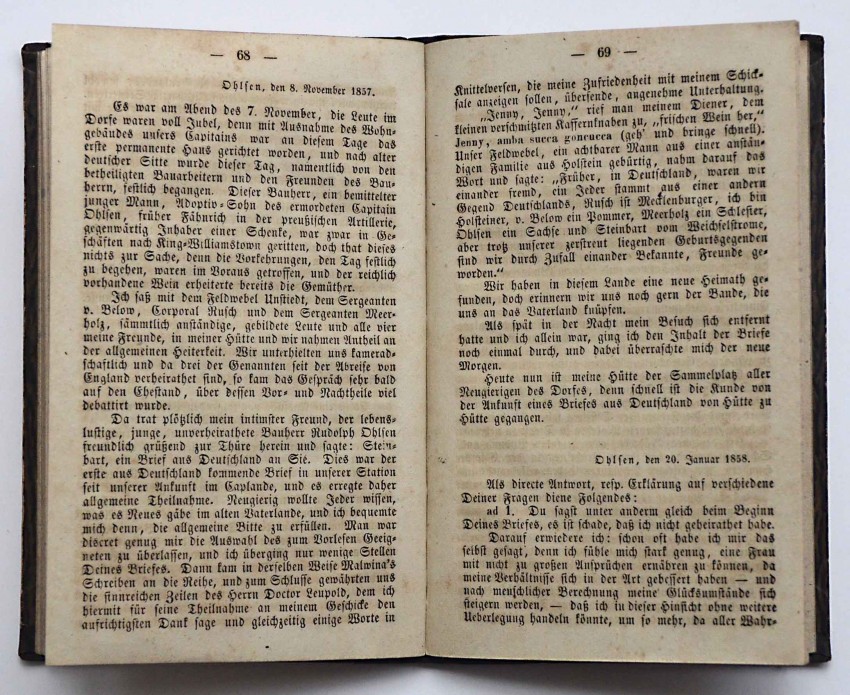 — 68 —
Ohlsen, den 8. November 1857.
Es war am Abend des 7. November, die Leute im
Dorfe waren voll Jubel, denn mit Ausnahme des Wohn-
gebäudes unsers Capitains war an diesem Tage das
erste permanente Haus gerichtet worden, und nach alter
deutscher Sitte wurde dieser Tag, namentlich von den
betheiligten Bauarbeitern und den Freunden des Bau-
herrn, festlich begangen. Dieser Bauherr, ein bemittelter
junger Mann, Adoptiv-Sohn des ermordeten Capitain
Ohlsen, früher Fähnrich in der preußischen Artillerie,
gegenwärtig Inhaber einer Schenke, war zwar in Ge-
schäften nach King-Williamstown geritten, doch that dieses
nichts zur Sache, denn die Vorkehrungen, den Tag festlich
zu begehen, waren im Voraus getroffen, und der reichlich
vorhandene Wein erheiterte bereits die Gemüther.
Ich saß mit dem Feldwebel Unstiedt, dem Sergeanten
v. Below, Corporal Rusch und dem Sergeanten Meer-
holz, sämmtlich anständige, gebildete Leute und alle vier
meine Freunde, in meiner Hütte und wir nahmen Antheil an
der allgemeinen Heiterkeit. Wir unterhielten uns kamerad-
schaftlich und da drei der Genannten seit der Abreise von
England verheirathet sind, so kam das Gespräch sehr bald
auf den Ehestand, über dessen Vor- und Nachtheile viel
debattirt wurde.
Da trat plötzlich mein intimster Freund, der lebens-
lustige, junge, unverheirathete Bauherr Rudolph Ohlsen
freundlich grüßend zur Thüre herein und sagte: Stein-
bart, ein Brief aus Deutschland an Sie. Dies war der
erste aus Deutschland kommende Brief in unserer Station
seit unserer Ankunft im Caplande, und es erregte daher
allgemeine Theilnahme. Neugierig wollte Jeder wissen,
was es Neues gäbe im alten Vaterlande, und ich bequemte
mich denn, die allgemeine Bitte zu erfüllen. Man war
discret genug mir die Auswahl des zum Vorlesen Geeig-
neten zu überlassen, und ich überging nur wenige Stellen
Deines Briefes. Dann kam in derselben Weise Malwina's
Schreiben an die Reihe, und zum Schlusse gewährten uns
die sinnreichen Zeilen des Herrn Doctor Leupold, dem ich
hiermit für seine Theilnahme an meinem Geschicke den
aufrichtigsten Dank sage und gleichzeitig einige Worte in
— 69 —
Knittelversen, die meine Zufriedenheit mit meinem Schick-
sale anzeigen sollen, übersende, angenehme Unterhaltung.
„Jenny, Jenny,“ rief man meinem Diener, dem
kleinen verschmitzten Kaffernknaben zu, „frischen Wein her,“
Jenny, amba succa goncucca (geh' und bringe schnell).
Unser Feldwebel, ein achtbarer Mann aus einer anstän-
digen Familie aus Holstein gebürtig, nahm darauf das
Wort und sagte: „Früher, in Deutschland, waren wir
einander fremd, ein Jeder stammt aus einer andern
Gegend Deutschlands, Rusch ist Mecklenburger, ich bin
Holsteiner, v. Below ein Pommer, Meerholz ein Schlesier,
Ohlsen ein Sachse und Steinbart vom Weichselstrome,
aber trotz unserer zerstreut liegenden Geburtsgegenden
sind wir durch Zufall einander Bekannte, Freunde ge-
worden.“
Wir haben in diesem Lande eine neue Heimath ge-
funden, doch erinnern wir uns noch gern der Bande, die
uns an das Vaterland knüpfen.
Als spät in der Nacht mein Besuch sich entfernt
hatte und ich allein war, ging ich den Inhalt der Briefe
noch einmal durch, und dabei überraschte mich der neue
Morgen.
Heute nun ist meine Hütte der Sammelplatz aller
Neugierigen des Dorfes, denn schnell ist die Kunde von
der Ankunft eines Briefes aus Deutschland von Hütte zu
Hütte gegangen.
Ohlsen, den 20. Januar 1858.
Als directe Antwort, resp. Erklärung auf verschiedene
Deiner Fragen diene Folgendes:
ad 1. Du sagst unter anderm gleich beim Beginn
Deines Briefes, es ist schade, daß ich nicht geheirathet habe.
Darauf erwiedere ich: schon oft habe ich mir das
selbst gesagt, denn ich fühle mich stark genug, eine Frau
mit nicht zu großen Ansprüchen ernähren zu können, da
meine Verhältnisse sich in der Art gebessert haben — und
nach menschlicher Berechnung meine Glücksumstände sich
steigern werden, — daß ich in dieser Hinsicht ohne weitere
Ueberlegung handeln könnte, um so mehr, da aller Wahr-